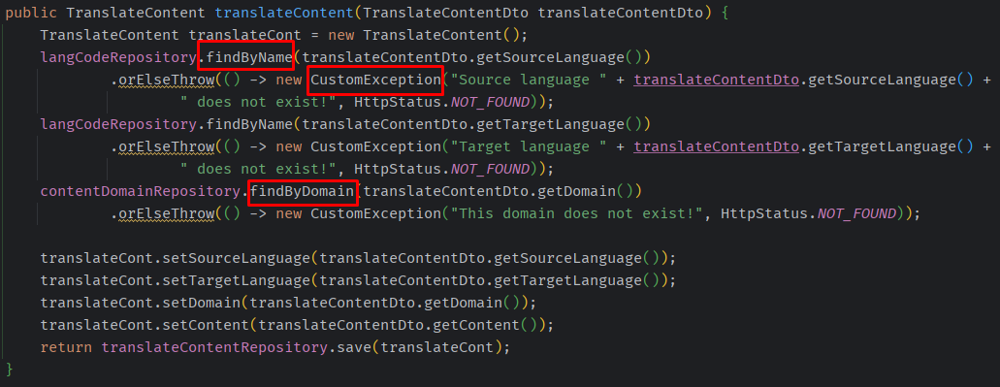 public TranslateContent translateContent(TranslateContentDto translateContentDto) {
    TranslateContent translateCont = new TranslateContent();
    langCodeRepository.findByName(translateContentDto.getSourceLanguage())
            .orElseThrow(() -> new CustomException("Source language " + translateContentDto.getSourceLanguage() +
                    " does not exist!", HttpStatus.NOT_FOUND));
    langCodeRepository.findByName(translateContentDto.getTargetLanguage())
            .orElseThrow(() -> new CustomException("Target language " + translateContentDto.getTargetLanguage() +
                    " does not exist!", HttpStatus.NOT_FOUND));
    contentDomainRepository.findByDomain(translateContentDto.getDomain())
            .orElseThrow(() -> new CustomException("This domain does not exist!", HttpStatus.NOT_FOUND));

    translateCont.setSourceLanguage(translateContentDto.getSourceLanguage());
    translateCont.setTargetLanguage(translateContentDto.getTargetLanguage());
    translateCont.setDomain(translateContentDto.getDomain());
    translateCont.setContent(translateContentDto.getContent());
    return translateContentRepository.save(translateCont);
}